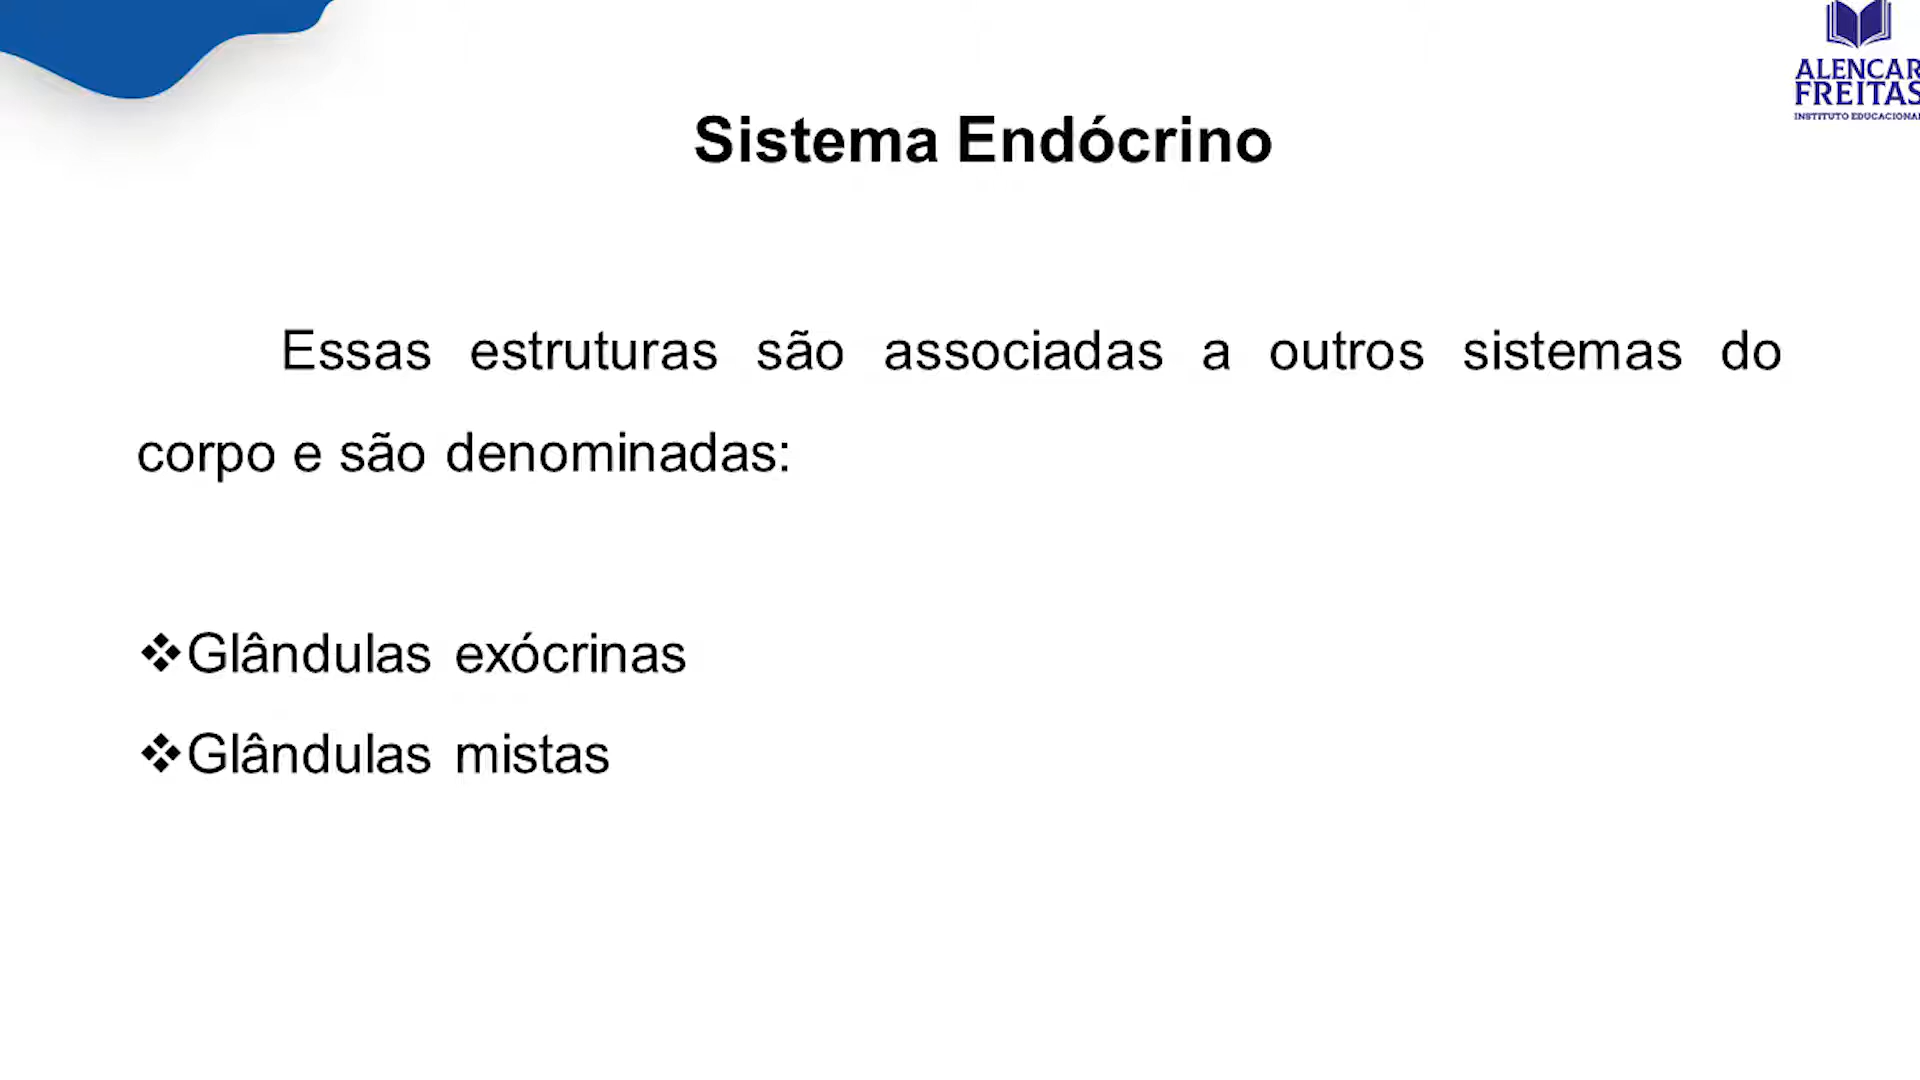 ALENCAR
FREITAS
INSTITUTO EDUCACIONAL
Sistema Endócrino
Essas estruturas são associadas a outros sistemas do
corpo e são denominadas:
❖Glândulas exócrinas
❖Glândulas mistas